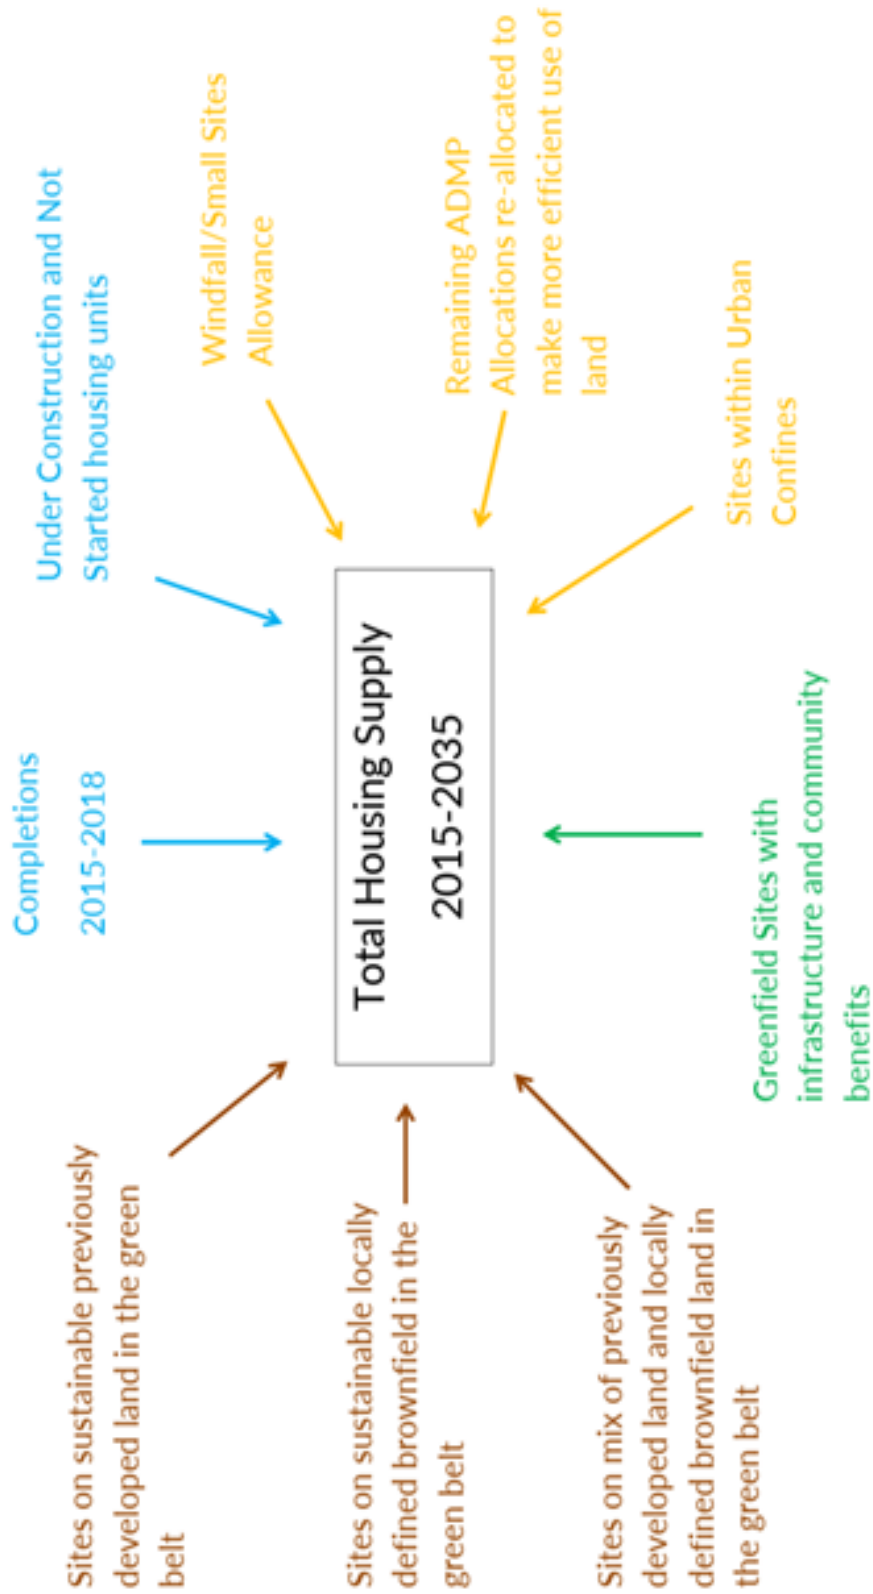 Completions
2015-2018
Under Construction and Not
Started housing units
Windfall/Small Sites
Allowance
Remaining ADMP
Allocations re-allocated to
make more efficient use of
land
Sites within Urban
Confines
Greenfield Sites with
infrastructure and community
benefits
Sites on mix of previously
developed land and locally
defined brownfield land in
the green belt
Sites on sustainable locally
defined brownfield in the
green belt
Sites on sustainable previously
developed land in the green
belt
Total Housing Supply
2015-2035